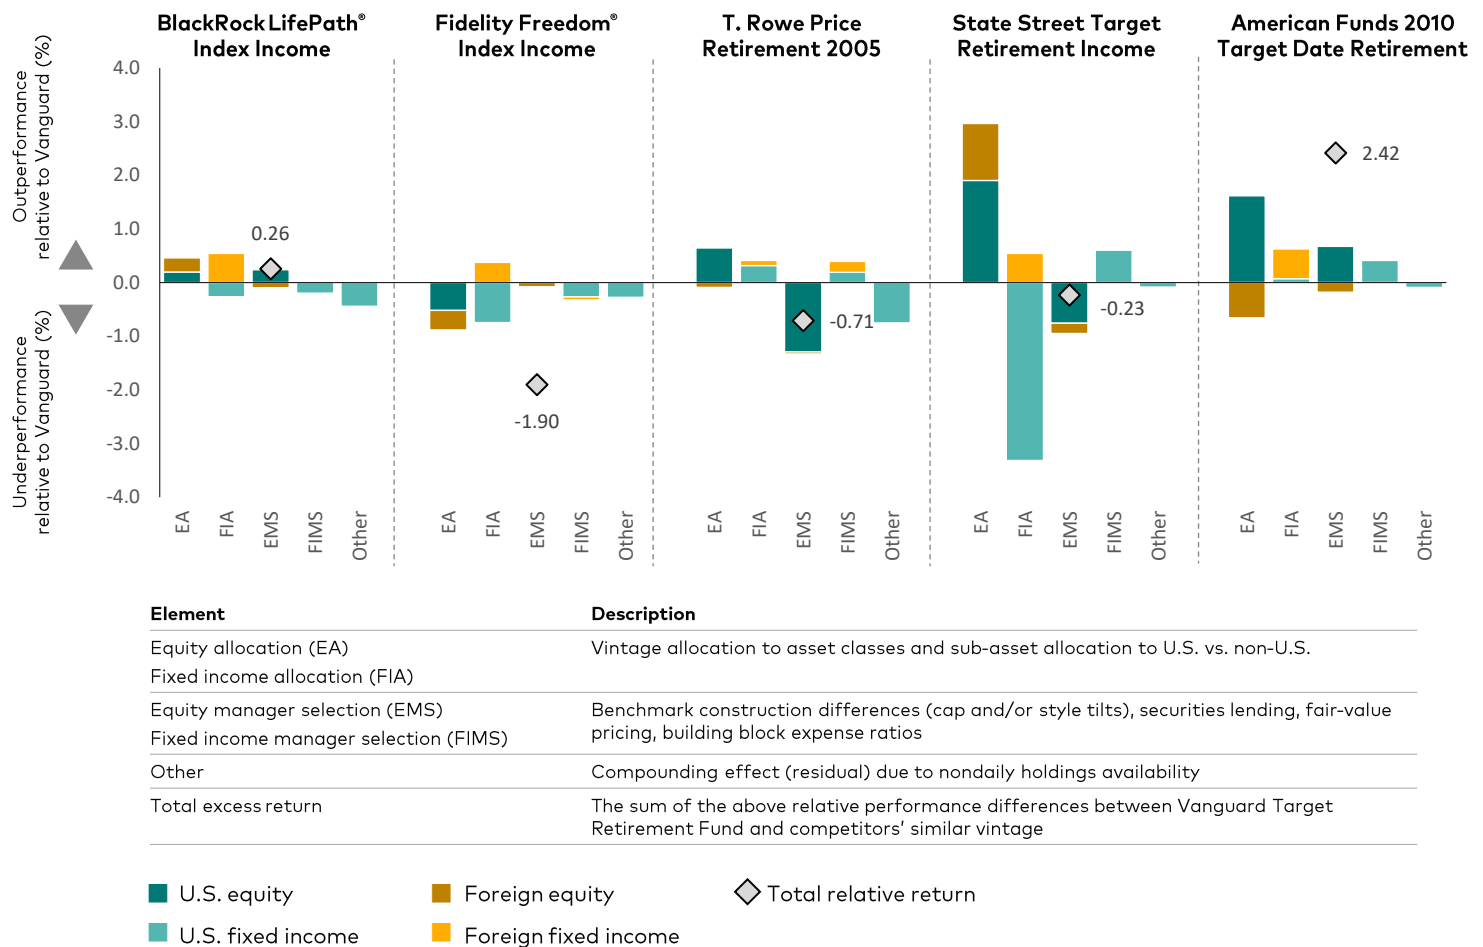 BlackRock LifePath®
Index Income
Fidelity Freedom®
Index Income
T. Rowe Price
Retirement 2005
State Street Target
Retirement Income
American Funds 2010
Target Date Retirement
Outperformance
relative to Vanguard (%)
Underperformance
relative to Vanguard (%)
4.0
3.0
2.0
1.0
0.0
-1.0
-2.0
-3.0
-4.0
0.26
-1.90
-0.71
-0.23
2.42
EA
FIA
EMS
FIMS
Other
EA
FIA
EMS
FIMS
Other
EA
FIA
EMS
FIMS
Other
EA
FIA
EMS
FIMS
Other
EA
FIA
EMS
FIMS
Other
Element
Description
Equity allocation (EA)
Fixed income allocation (FIA)
Vintage allocation to asset classes and sub-asset allocation to U.S. vs. non-U.S.
Equity manager selection (EMS)
Fixed income manager selection (FIMS)
Benchmark construction differences (cap and/or style tilts), securities lending, fair-value
pricing, building block expense ratios
Other
Compounding effect (residual) due to nondaily holdings availability
Total excess return
The sum of the above relative performance differences between Vanguard Target
Retirement Fund and competitors’ similar vintage
U.S. equity
Foreign equity
Total relative return
U.S. fixed income
Foreign fixed income